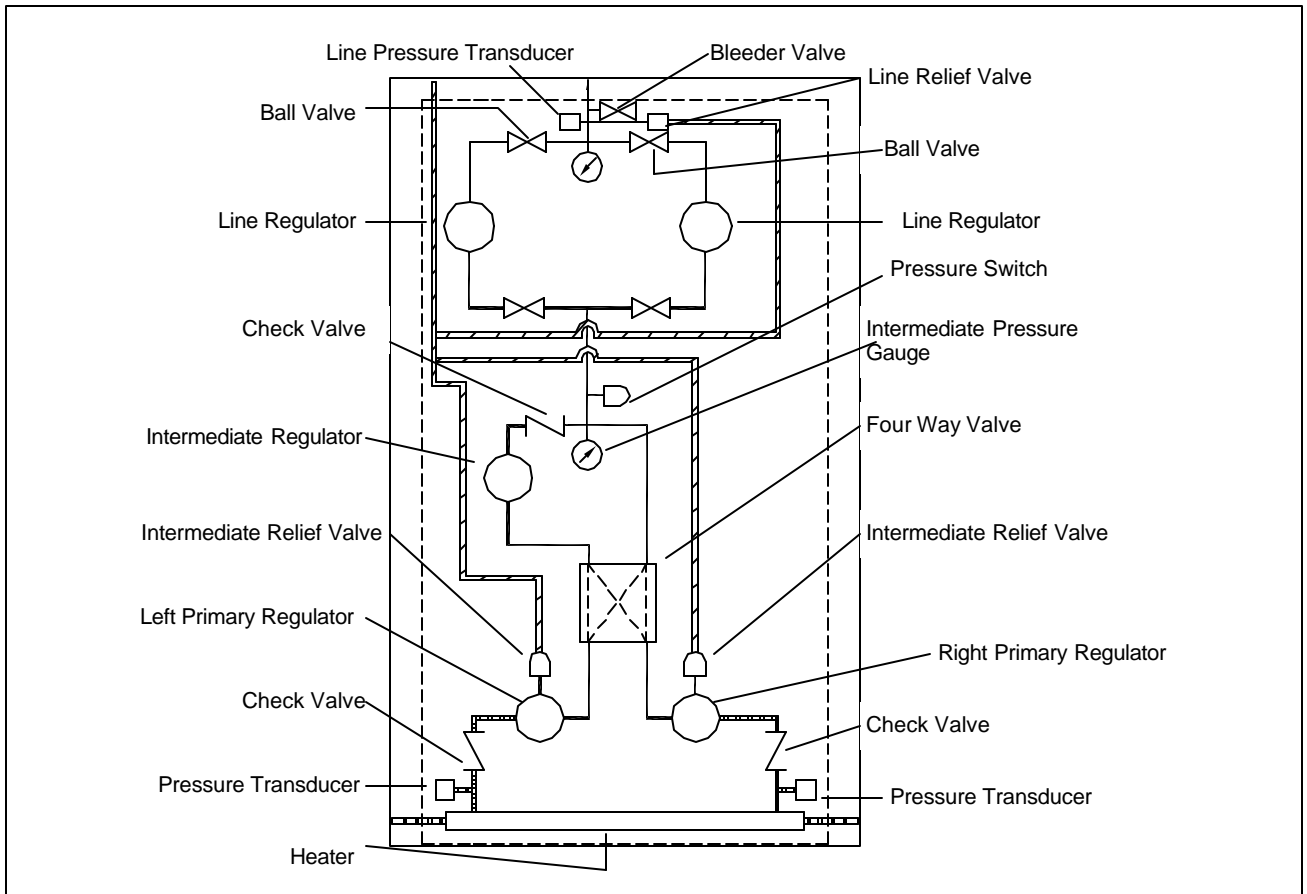 Line Pressure Transducer
Bleeder Valve
Line Relief Valve
Ball Valve
Ball Valve
Line Regulator
Line Regulator
Pressure Switch
Check Valve
Intermediate Pressure
Gauge
Four Way Valve
Intermediate Regulator
Intermediate Relief Valve
Intermediate Relief Valve
Left Primary Regulator
Right Primary Regulator
Check Valve
Check Valve
Pressure Transducer
Pressure Transducer
Heater